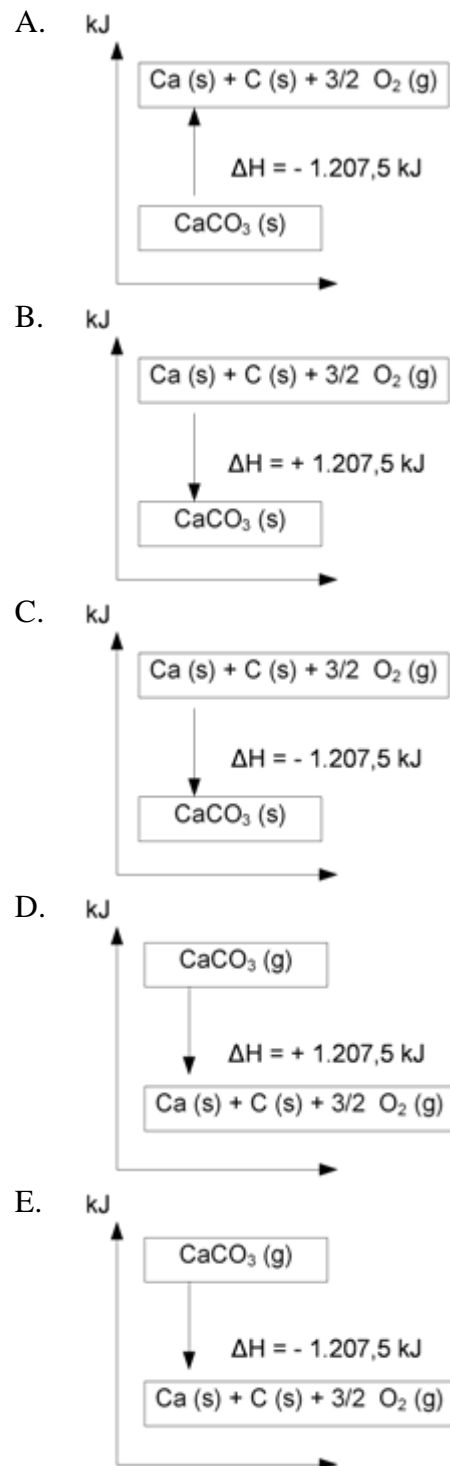 A. kJ
Ca (s) + C (s) + 3/2 O₂ (g)
ΔH = - 1.207,5 kJ
CaCO₃ (s)
B. kJ
Ca (s) + C (s) + 3/2 O₂ (g)
ΔH = + 1.207,5 kJ
CaCO₃ (s)
C. kJ
Ca (s) + C (s) + 3/2 O₂ (g)
ΔH = - 1.207,5 kJ
CaCO₃ (s)
D. kJ
CaCO₃ (g)
ΔH = + 1.207,5 kJ
Ca (s) + C (s) + 3/2 O₂ (g)
E. kJ
CaCO₃ (g)
ΔH = - 1.207,5 kJ
Ca (s) + C (s) + 3/2 O₂ (g)